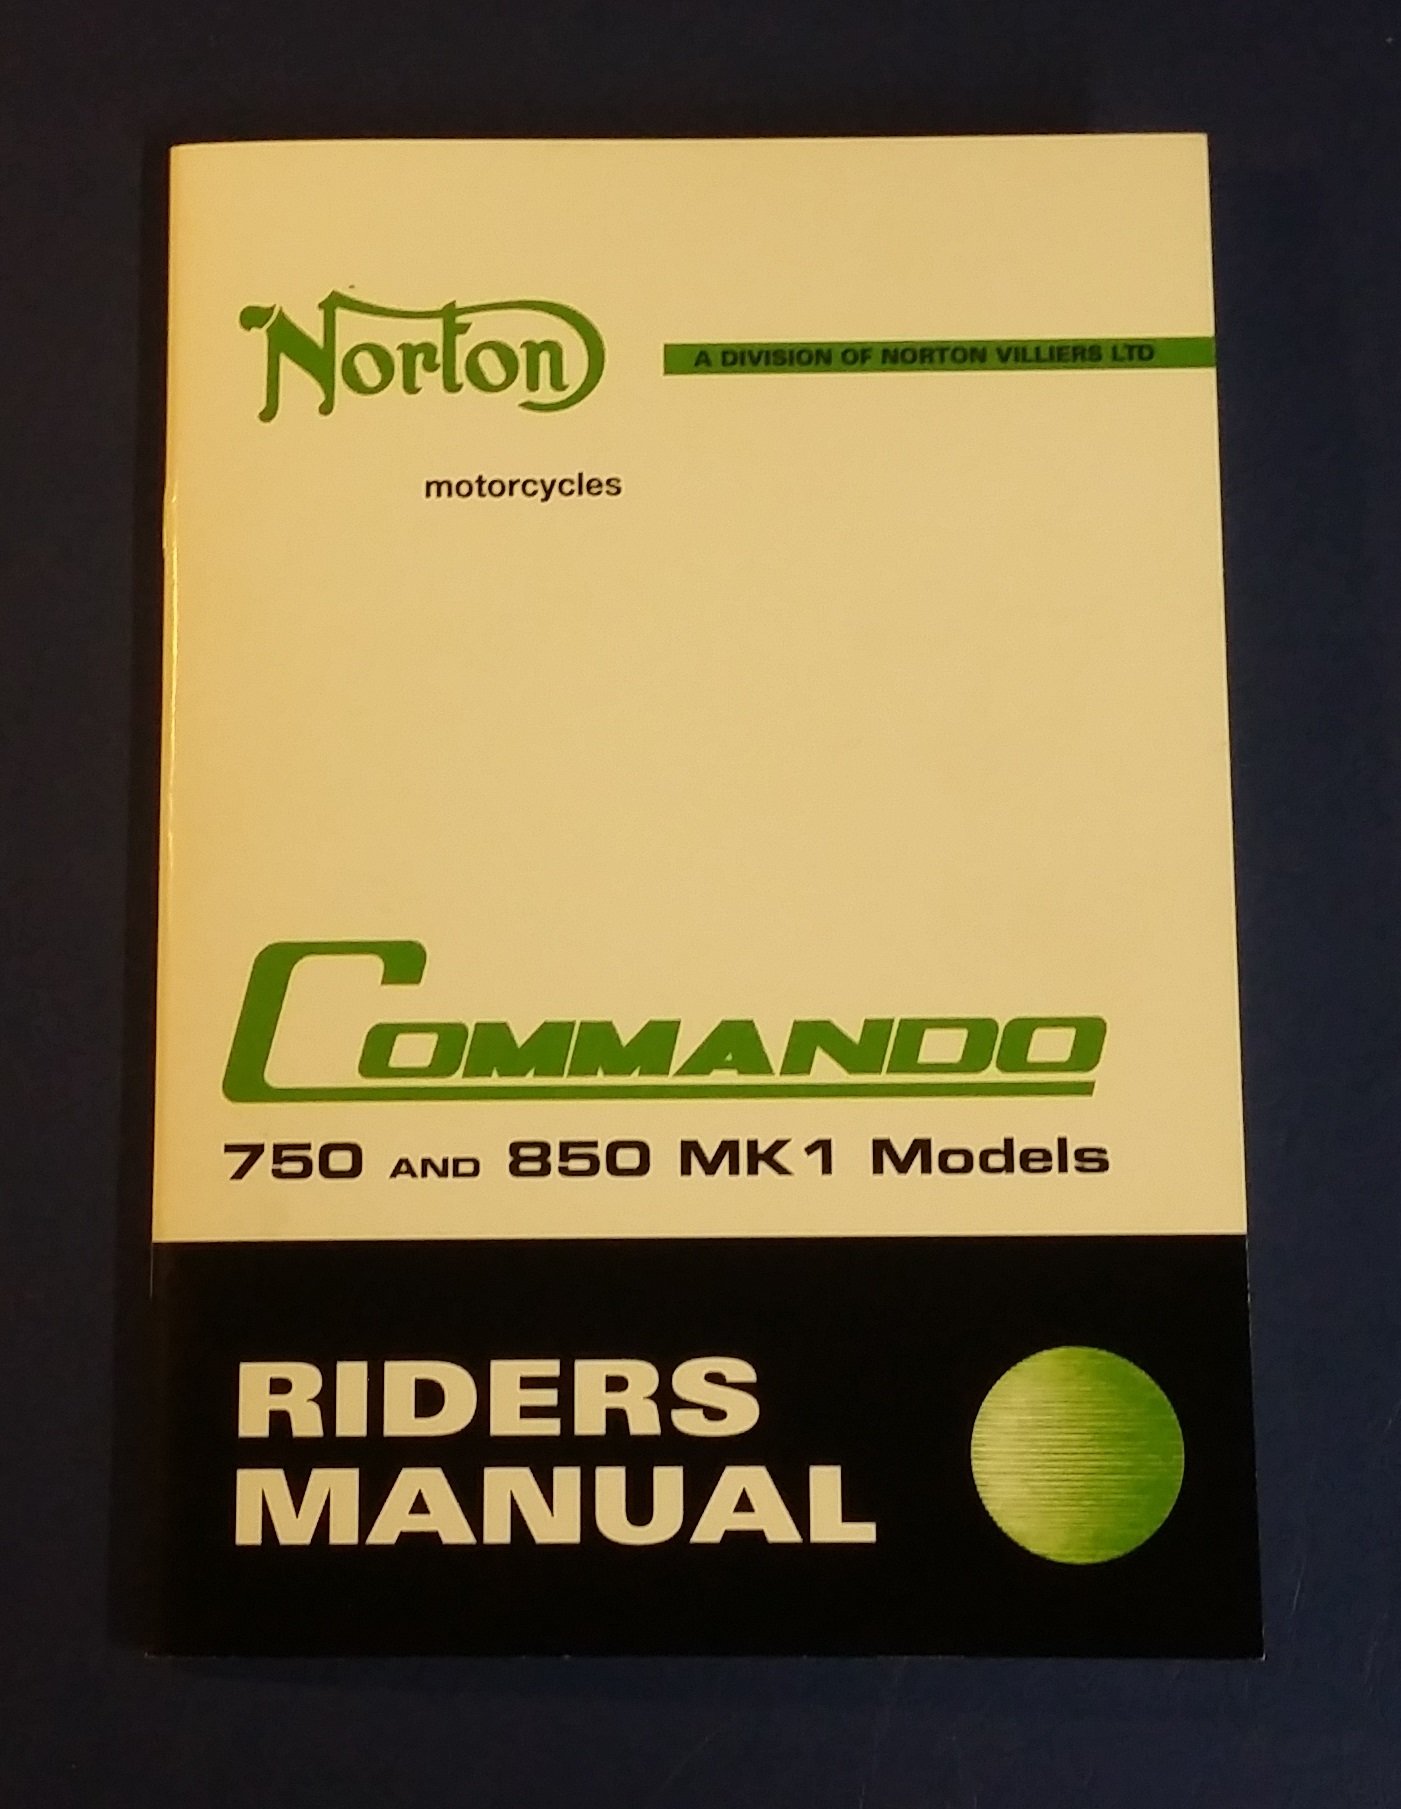 Norton
A DIVISION OF NORTON VILLIERS LTD
motorcycles
COMMANDO
750 AND 850 MK1 Models
RIDERS
MANUAL